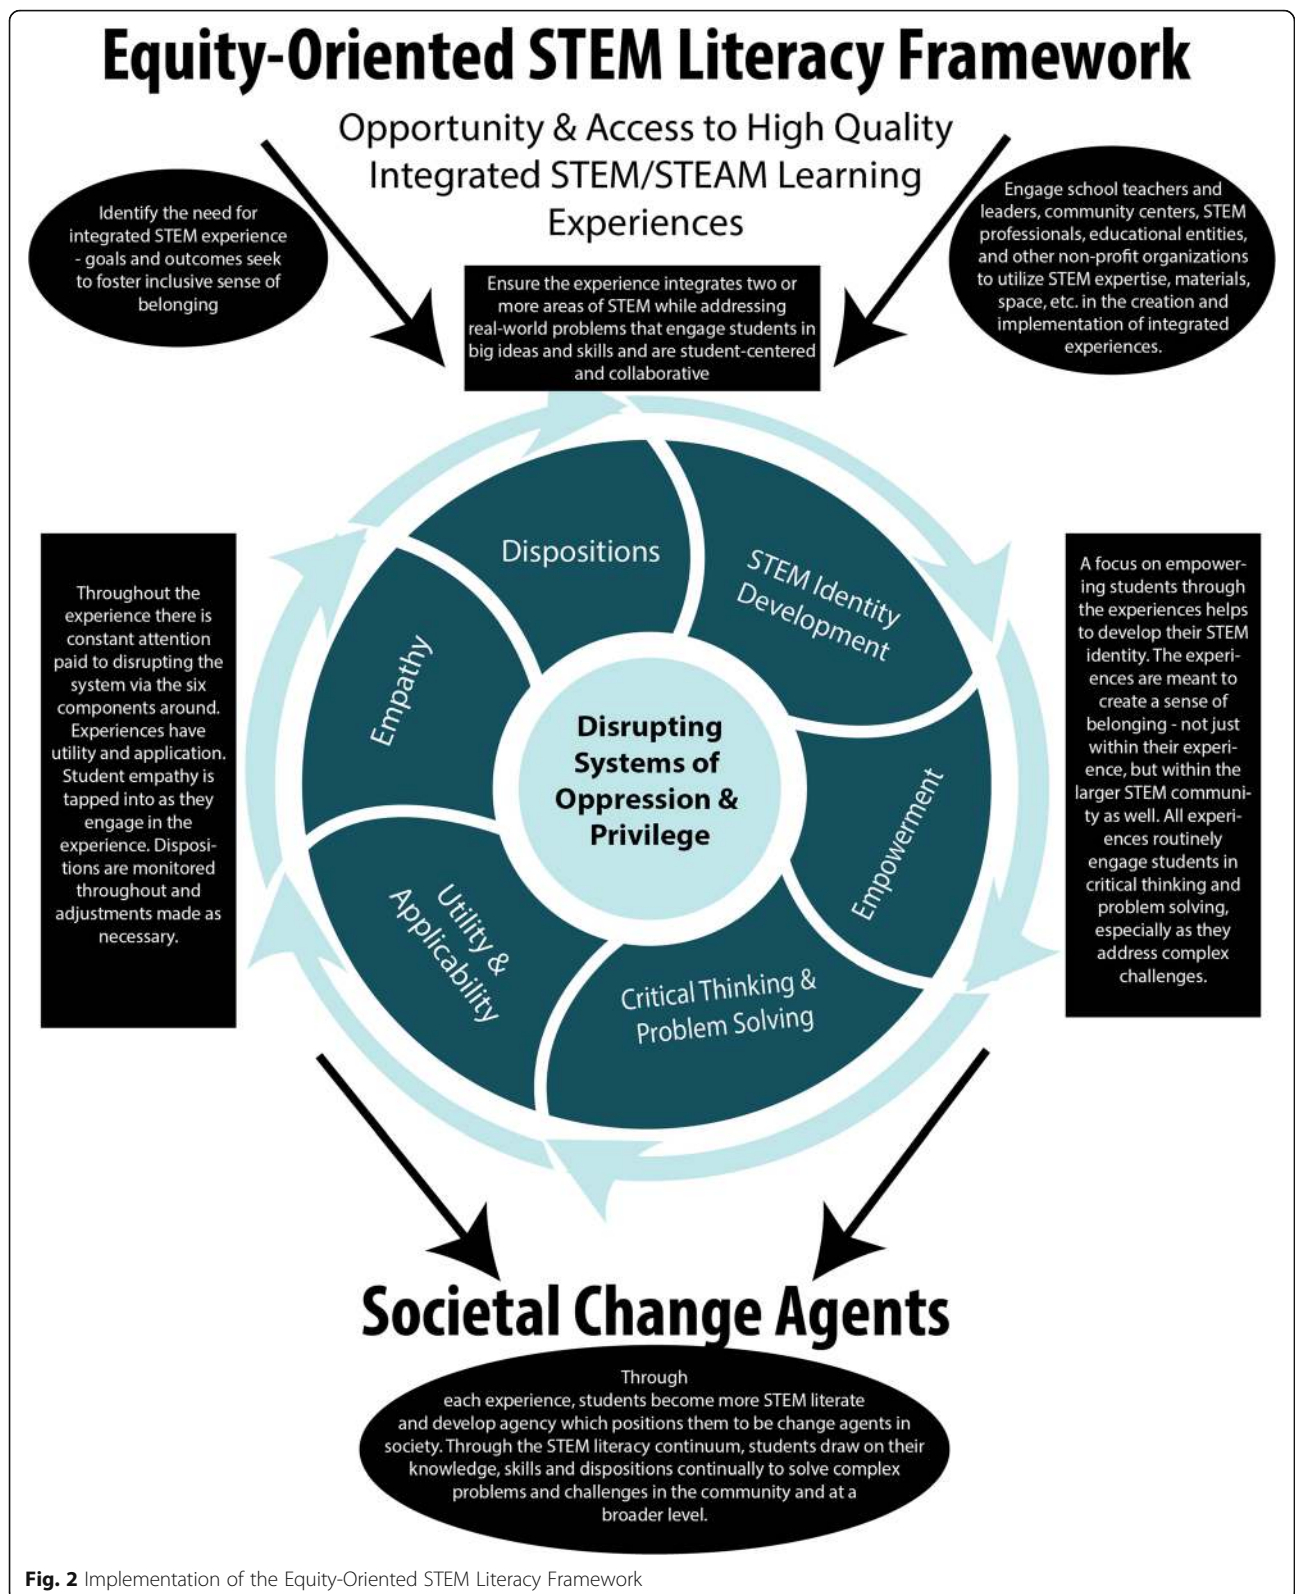 Equity-Oriented STEM Literacy Framework
Opportunity & Access to High Quality
Integrated STEM/STEAM Learning
Experiences
Identify the need for
integrated STEM experience
- goals and outcomes seek
to foster inclusive sense of
belonging
Ensure the experience integrates two or
more areas of STEM while addressing
real-world problems that engage students in
big ideas and skills and are student-centered
and collaborative
Engage school teachers and
leaders, community centers, STEM
professionals, educational entities,
and other non-profit organizations
to utilize STEM expertise, materials,
space, etc. in the creation and
implementation of integrated
experiences.
Throughout the
experience there is
constant attention
paid to disrupting the
system via the six
components around.
Experiences have
utility and application.
Student empathy is
tapped into as they
engage in the
experience. Disposi-
tions are monitored
throughout and
adjustments made as
necessary.
Dispositions
STEM Identity
Development
Empathy
Disrupting
Systems of
Oppression &
Privilege
Empowerment
Utility &
Applicability
Critical Thinking &
Problem Solving
A focus on empower-
ing students through
the experiences helps
to develop their STEM
identity. The experi-
ences are meant to
create a sense of
belonging - not just
within their experi-
ence, but within the
larger STEM communi-
ty as well. All experi-
ences routinely
engage students in
critical thinking and
problem solving,
especially as they
address complex
challenges.
Societal Change Agents
Through
each experience, students become more STEM literate
and develop agency which positions them to be change agents in
society. Through the STEM literacy continuum, students draw on their
knowledge, skills and dispositions continually to solve complex
problems and challenges in the community and at a
broader level.
Fig. 2 Implementation of the Equity-Oriented STEM Literacy Framework